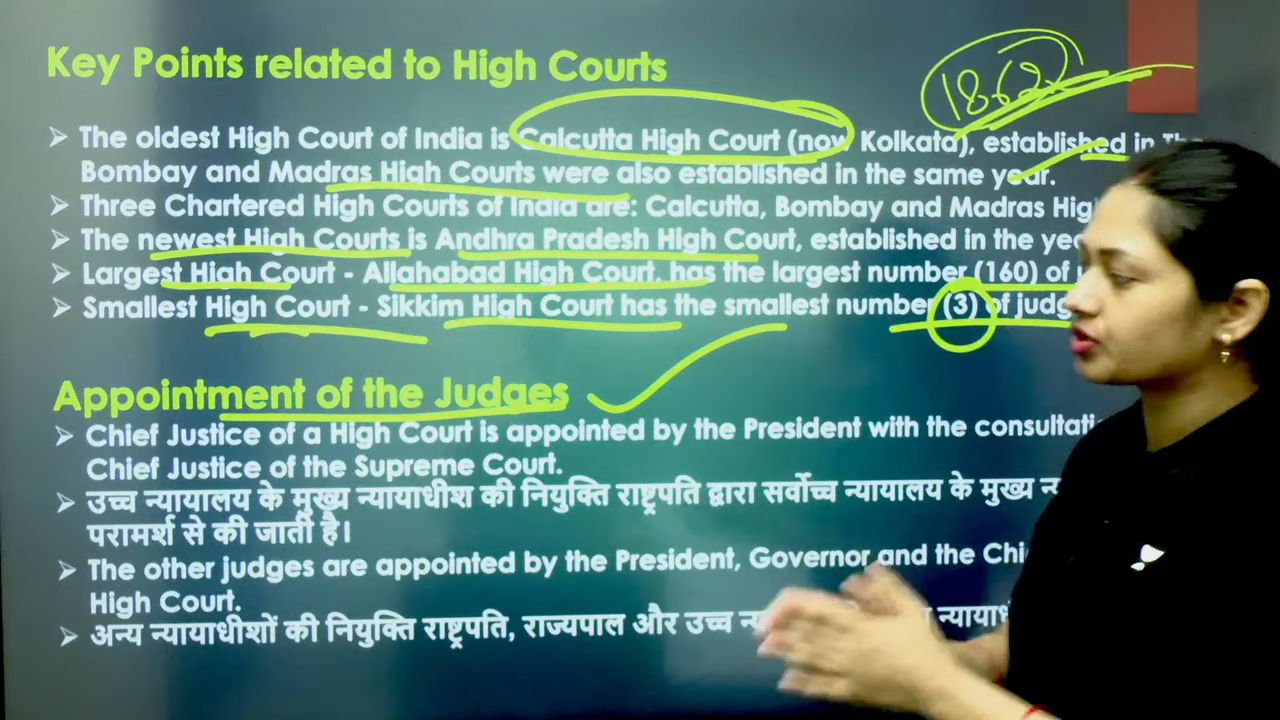 Key Points related to High Courts
1862
➢ The oldest High Court of India is Calcutta High Court (now Kolkata), established in The
Bombay and Madras High Courts were also established in the same year.
➢ Three Chartered High Courts of India are: Calcutta, Bombay and Madras
➢ The newest High Courts is Andhra Pradesh High Court, established in the
➢ Largest High Court - Allahabad High Court, has the largest number (160) of
➢ Smallest High Court - Sikkim High Court has the smallest number (3) of
Appointment of the Judges
➢ Chief Justice of a High Court is appointed by the President with the
Chief Justice of the Supreme Court.
➢ उच्च न्यायालय के मुख्य न्यायाधीश की नियुक्ति राष्ट्रपति द्वारा सर्वोच्च न्यायालय के मुख्य
परामर्श से की जाती है।
➢ The other judges are appointed by the President, Governor and the
High Court.
➢ अन्य न्यायाधीशों की नियुक्ति राष्ट्रपति, राज्यपाल और उच्च